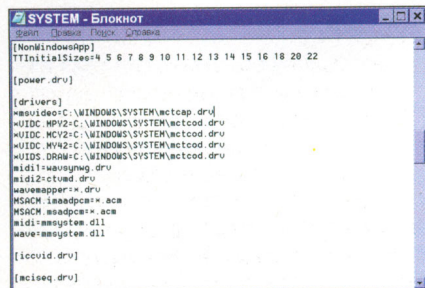 SYSTEM - Блокнот
Файл Правка Поиск Справка
[NonWindowsApp]
TTInitialSizes=4 5 6 7 8 9 10 11 12 13 14 15 16 18 20 22
[power.drv]
[drivers]
*msvideo=C:\WINDOWS\SYSTEM\mctcap.drv
*VIDC.MPV2=C:\WINDOWS\SYSTEM\mctcod.drv
*VIDC.MCY2=C:\WINDOWS\SYSTEM\mctcod.drv
*VIDC.MY42=C:\WINDOWS\SYSTEM\mctcod.drv
*VIDS.DRAW=C:\WINDOWS\SYSTEM\mctcod.drv
midi1=wavsynwg.drv
midi2=ctvmd.drv
wavemapper=*.drv
MSACM.imaadpcm=*.acm
MSACM.msadpcm=*.acm
midi=mmsystem.dll
wave=mmsystem.dll
[iccvid.drv]
[mciseq.drv]